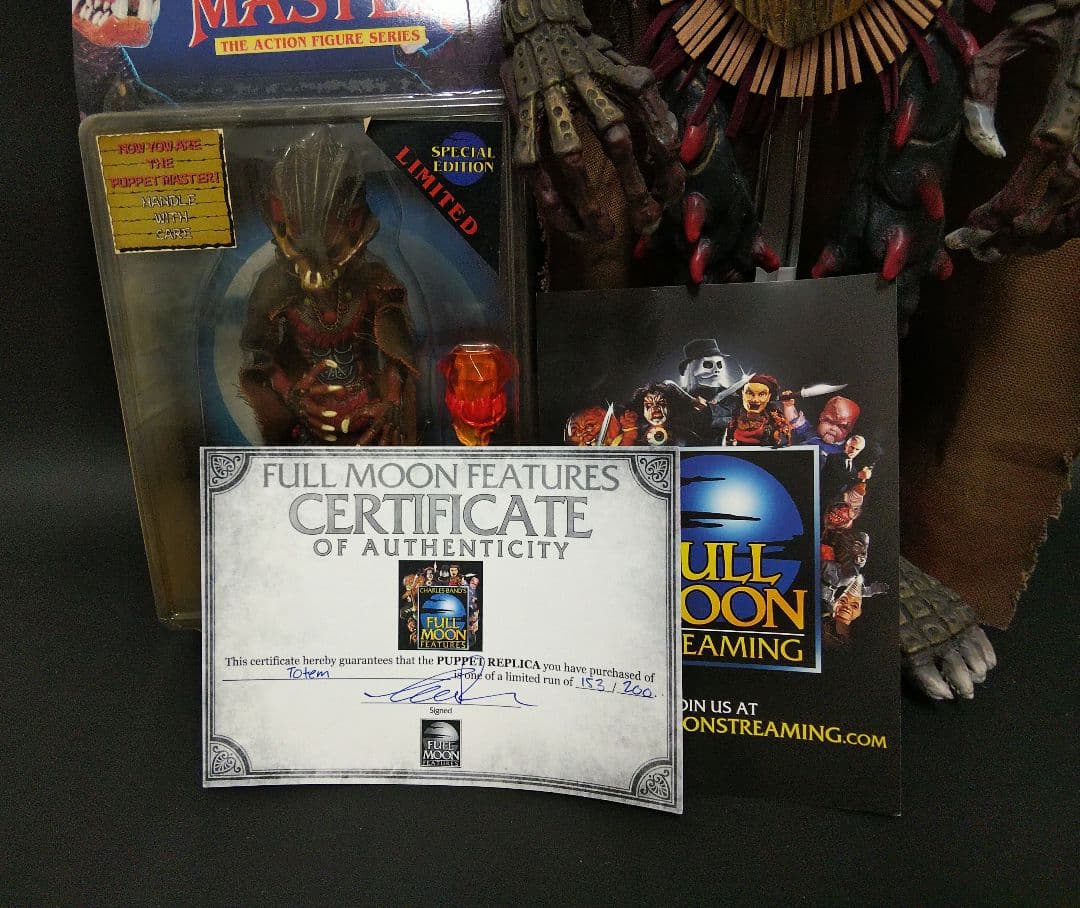 MASTER
THE ACTION FIGURE SERIES
NOW YOU ARE
THE
PUPPET MASTER!
HANDLE
WITH
CARE
SPECIAL
EDITION
LIMITED
FULL MOON FEATURES
CERTIFICATE
OF AUTHENTICITY
CHARLES BAND'S
FULL
MOON
FEATURES
This certificate hereby guarantees that the PUPPET REPLICA you have purchased of
Totem is one of a limited run of 153 / 200.
Signed
FULL
MOON
FEATURES
ULL
OON
EAMING
OIN US AT
ONSTREAMING.COM